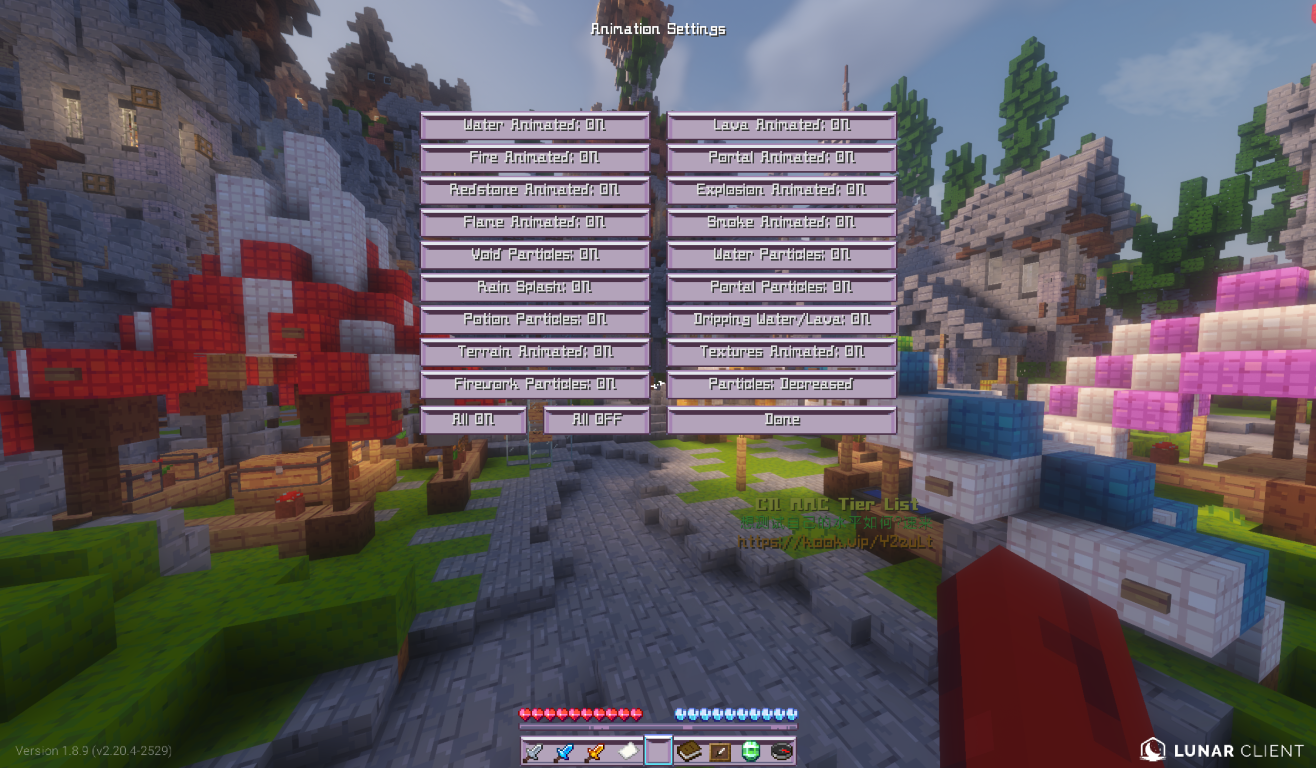 Animation Settings
Water Animated: ON
Lava Animated: ON
Fire Animated: ON
Portal Animated: ON
Redstone Animated: ON
Explosion Animated: ON
Flame Animated: ON
Smoke Animated: ON
Void Particles: ON
Water Particles: ON
Rain Splash: ON
Portal Particles: ON
Potion Particles: ON
Dripping Water/Lava: ON
Terrain Animated: ON
Textures Animated: ON
Firework Particles: ON
Particles: Decreased
All ON
All OFF
Done
Tier List
Version 1.8.9 (v2.20.4-2529)
LUNAR CLIENT